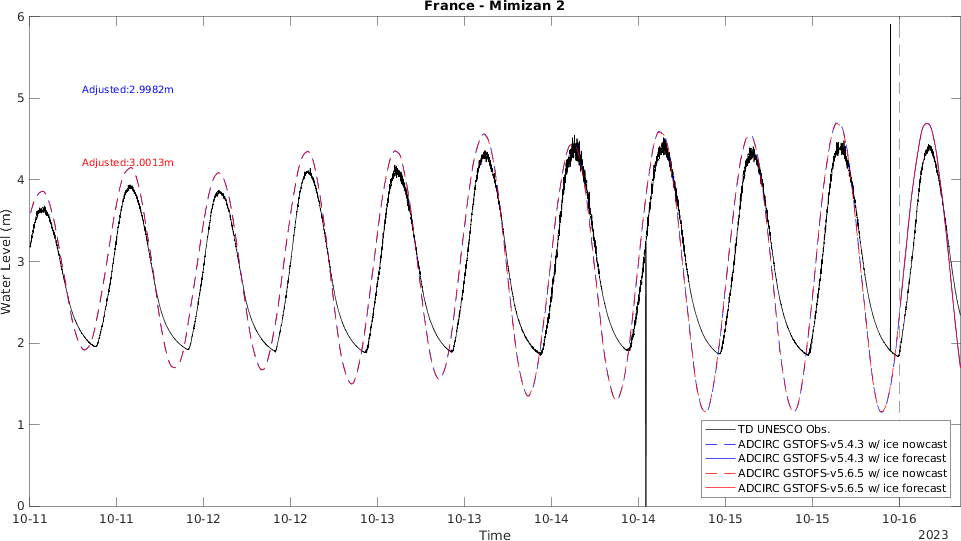 France - Mimizan 2
6
5
4
3
2
1
0
Water Level (m)
Adjusted:2.9982m
Adjusted:3.0013m
TD UNESCO Obs.
ADCIRC GSTOFS-v5.4.3 w/ ice nowcast
ADCIRC GSTOFS-v5.4.3 w/ ice forecast
ADCIRC GSTOFS-v5.6.5 w/ ice nowcast
ADCIRC GSTOFS-v5.6.5 w/ ice forecast
10-11 10-11 10-12 10-12 10-13 10-13 10-14 10-14 10-15 10-15 10-16
Time
2023